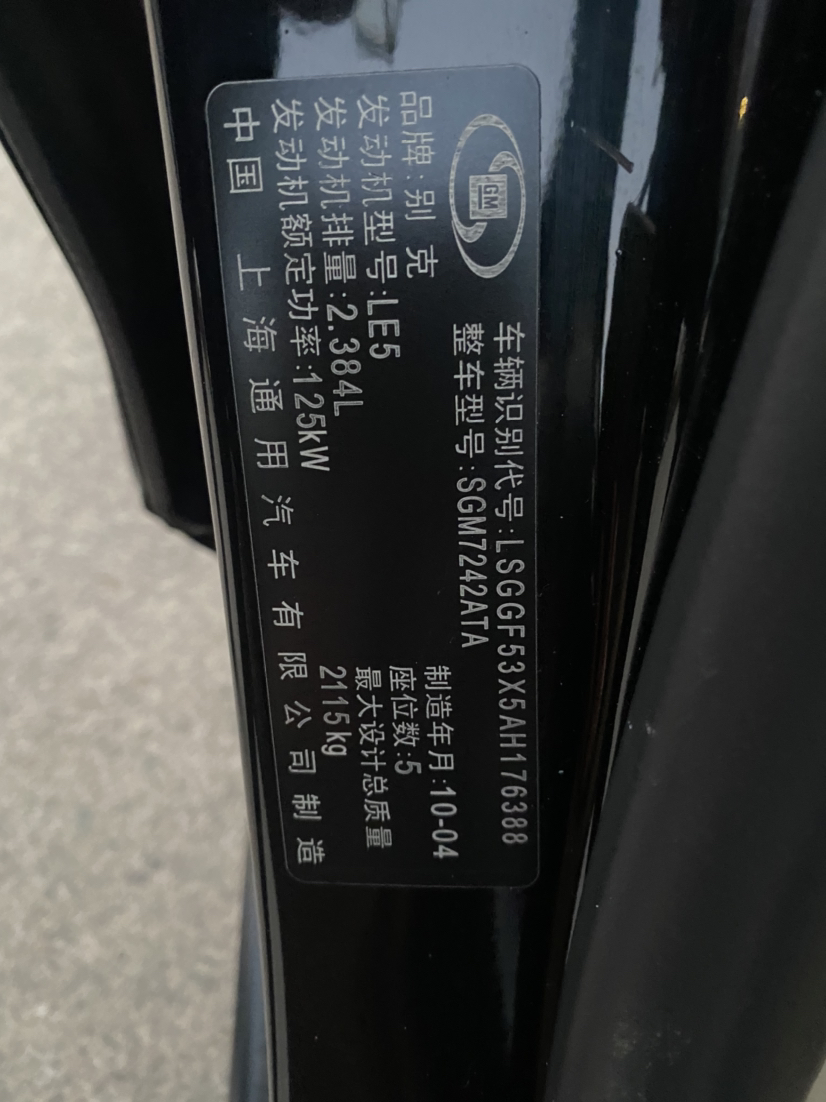 GM
车辆识别代号:LSGGF53X5AH176388
整车型号:SGM7242ATA
品牌:别克
制造年月:10-04
发动机型号:LE5
座位数:5
发动机排量:2.384L
最大设计总质量
发动机额定功率:125kW
2115kg
中国 上海通用汽车有限公司制造